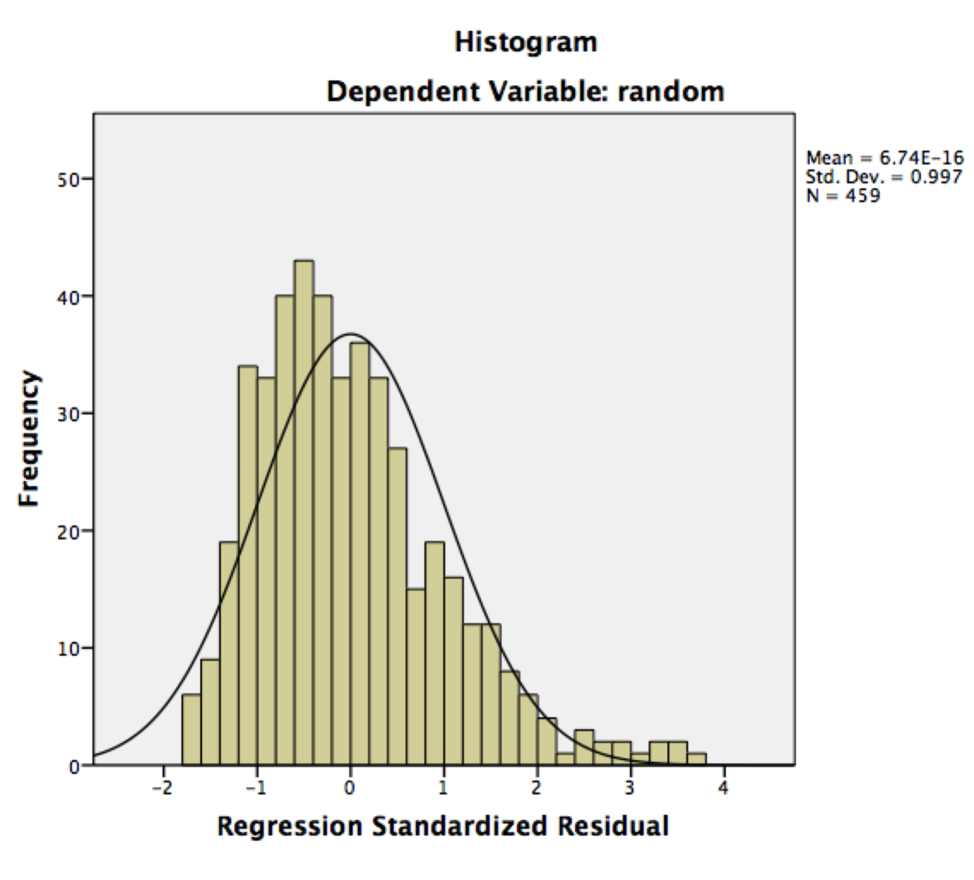 Histogram
Dependent Variable: random
Mean = 6.74E-16
Std. Dev. = 0.997
N = 459
Frequency
50
40
30
20
10
0
-2
-1
0
1
2
3
4
Regression Standardized Residual